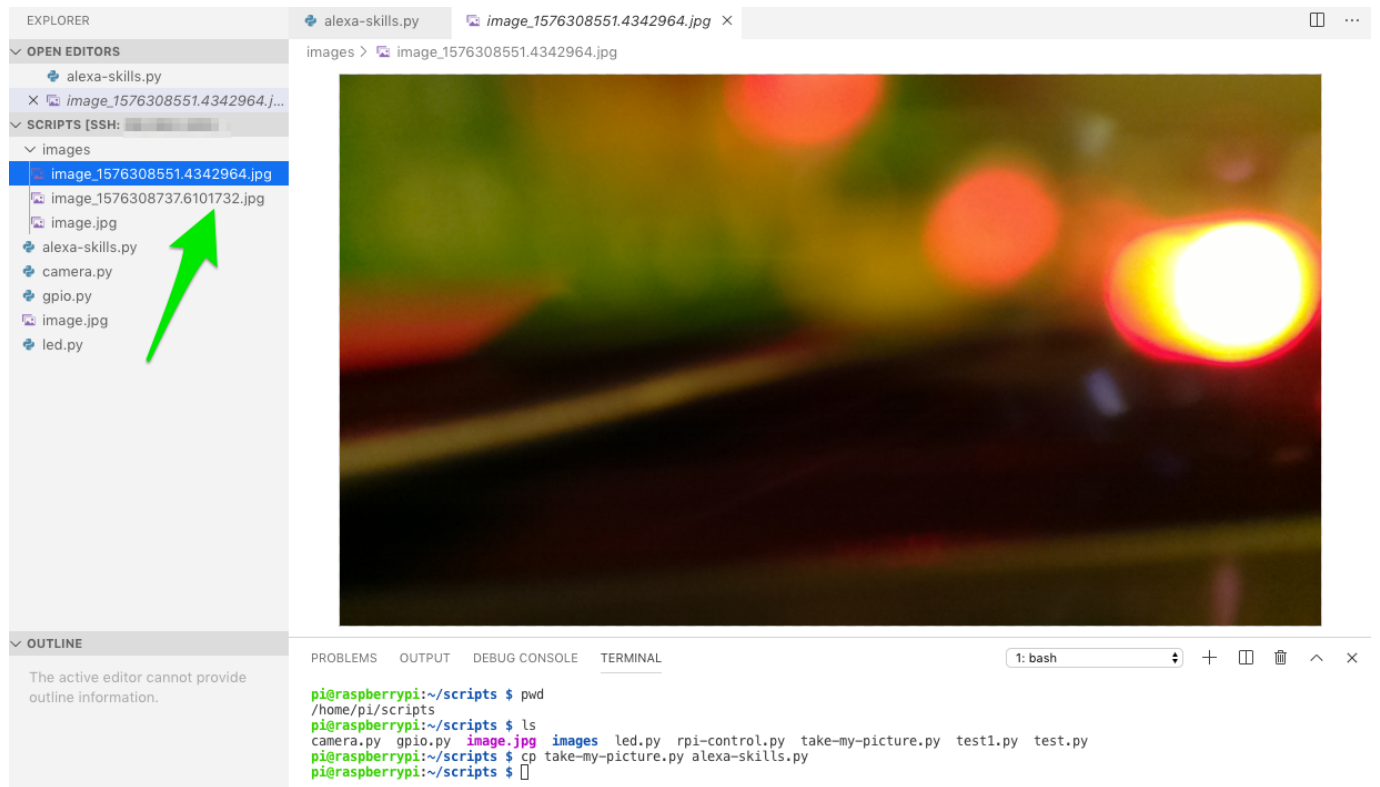 EXPLORER
alexa-skills.py
image_1576308551.4342964.jpg
OPEN EDITORS
images > image_1576308551.4342964.jpg
alexa-skills.py
image_1576308551.4342964.j...
SCRIPTS [SSH:
images
image_1576308551.4342964.jpg
image_1576308737.6101732.jpg
image.jpg
alexa-skills.py
camera.py
gpio.py
image.jpg
led.py
OUTLINE
The active editor cannot provide
outline information.
PROBLEMS OUTPUT DEBUG CONSOLE TERMINAL 1: bash
pi@raspberrypi:~/scripts $ pwd
/home/pi/scripts
pi@raspberrypi:~/scripts $ ls
camera.py gpio.py image.jpg images led.py rpi-control.py take-my-picture.py test1.py test.py
pi@raspberrypi:~/scripts $ cp take-my-picture.py alexa-skills.py
pi@raspberrypi:~/scripts $